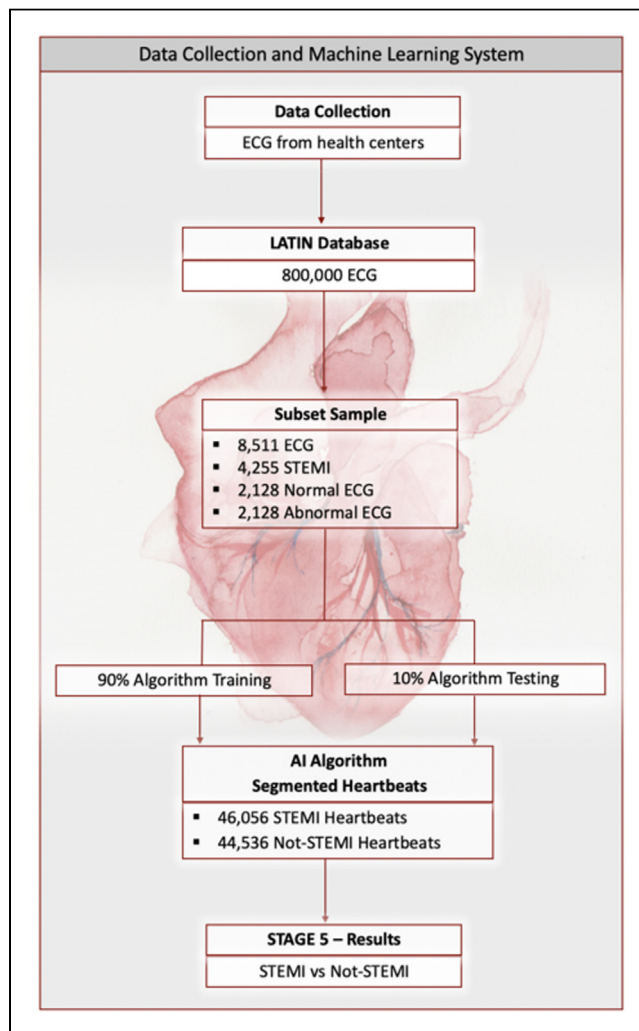 Data Collection and Machine Learning System
Data Collection
ECG from health centers
LATIN Database
800,000 ECG
Subset Sample
▪ 8,511 ECG
▪ 4,255 STEMI
▪ 2,128 Normal ECG
▪ 2,128 Abnormal ECG
90% Algorithm Training
10% Algorithm Testing
AI Algorithm
Segmented Heartbeats
▪ 46,056 STEMI Heartbeats
▪ 44,536 Not-STEMI Heartbeats
STAGE 5 – Results
STEMI vs Not-STEMI